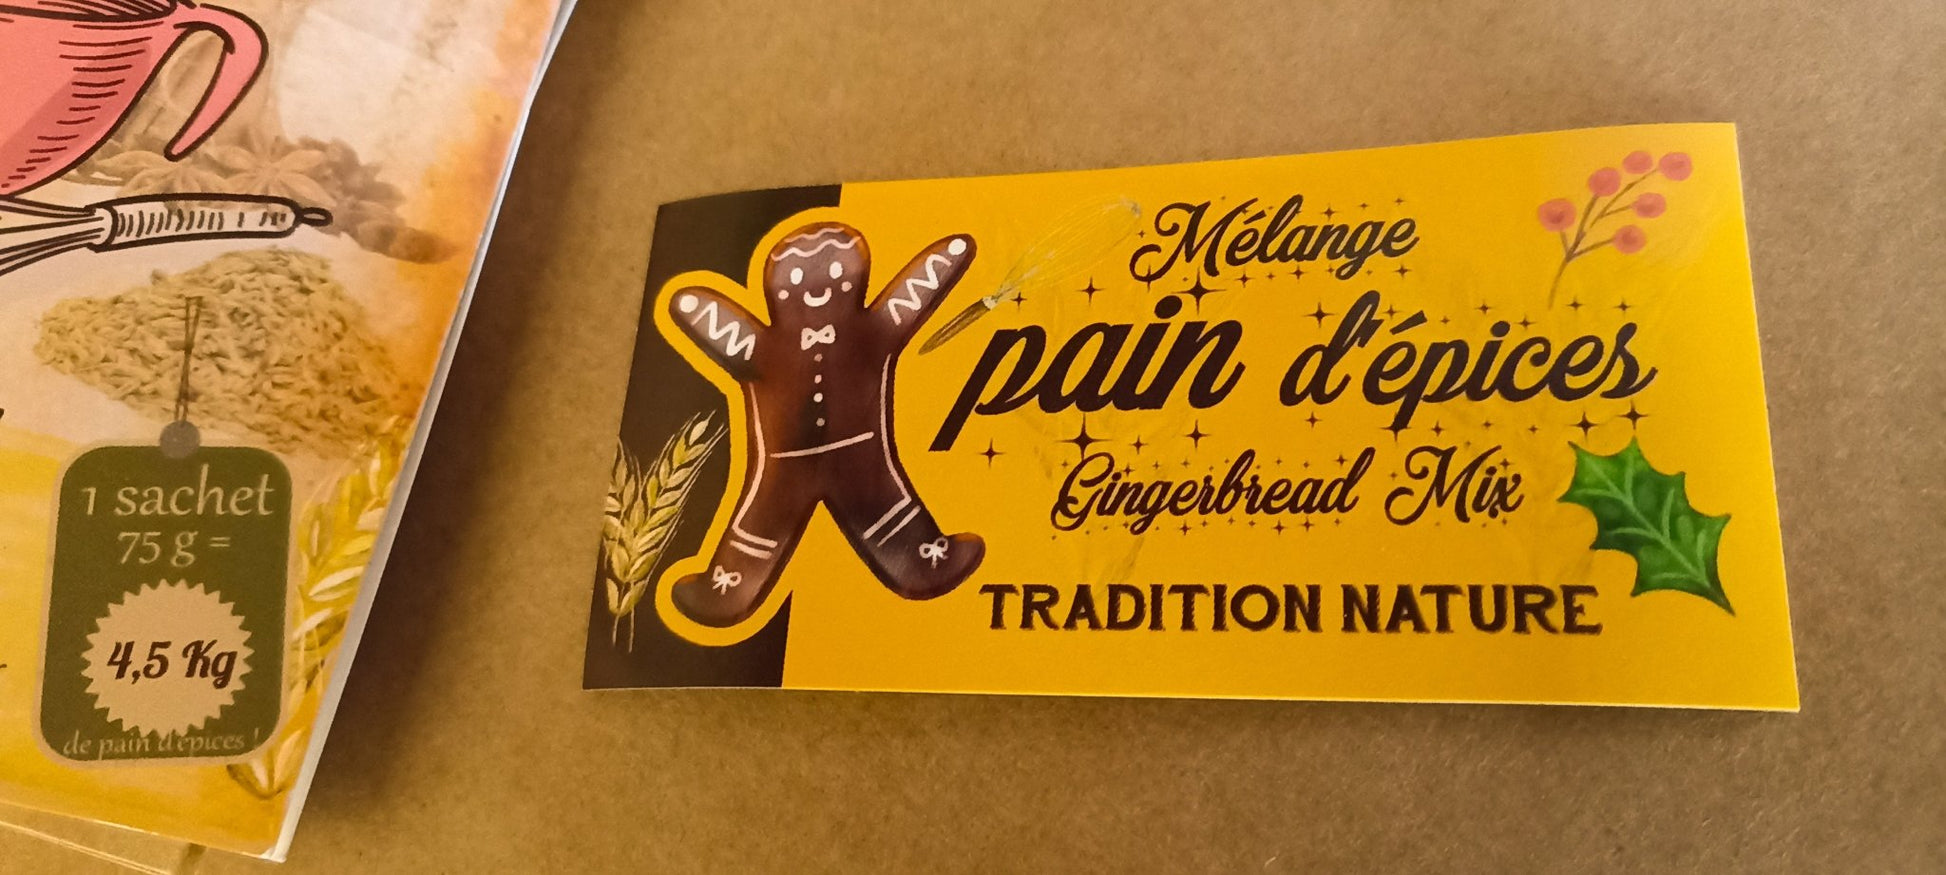 1 sachet
75 g =
4,5 Kg
de pain d'épices !
Mélange
pain d'épices
Gingerbread Mix
TRADITION NATURE